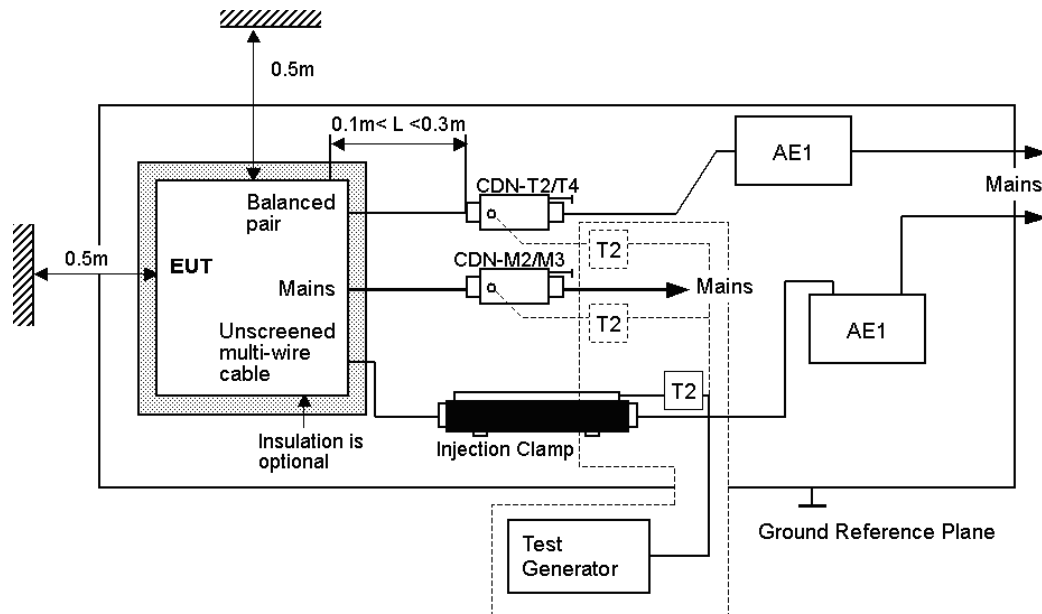 0.5m
0.1m< L <0.3m
AE1
CDN-T2/T4
Mains
Balanced
pair
T2
0.5m
EUT
CDN-M2/M3
Mains
Mains
T2
AE1
Unscreened
multi-wire
cable
T2
Insulation is
optional
Injection Clamp
Ground Reference Plane
Test
Generator